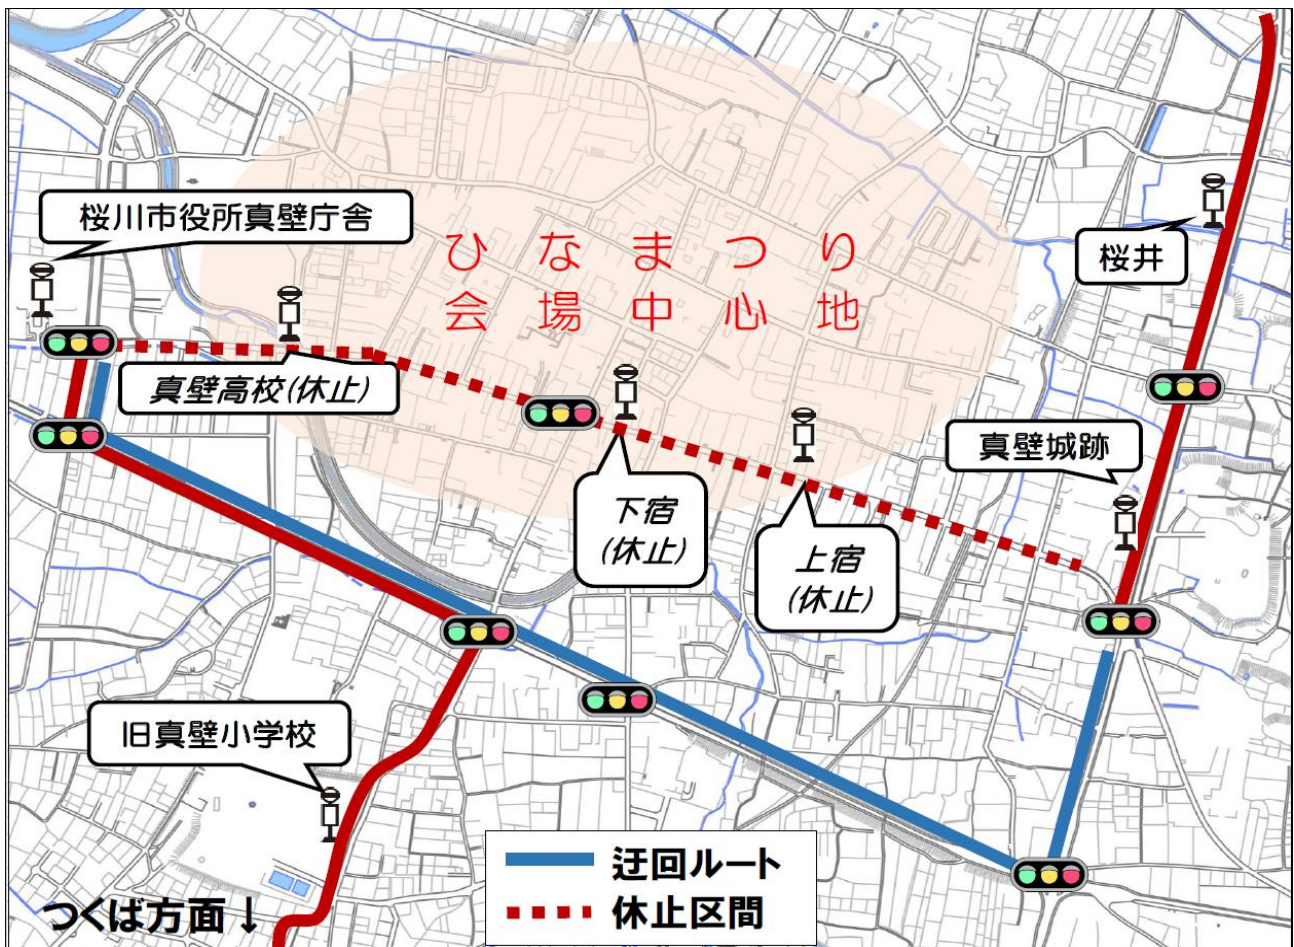 桜川市役所真壁庁舎
ひなまつり
会場中心地
桜井
真壁高校(休止)
真壁城跡
下宿
(休止)
上宿
(休止)
旧真壁小学校
迂回ルート
休止区間
つくば方面↓